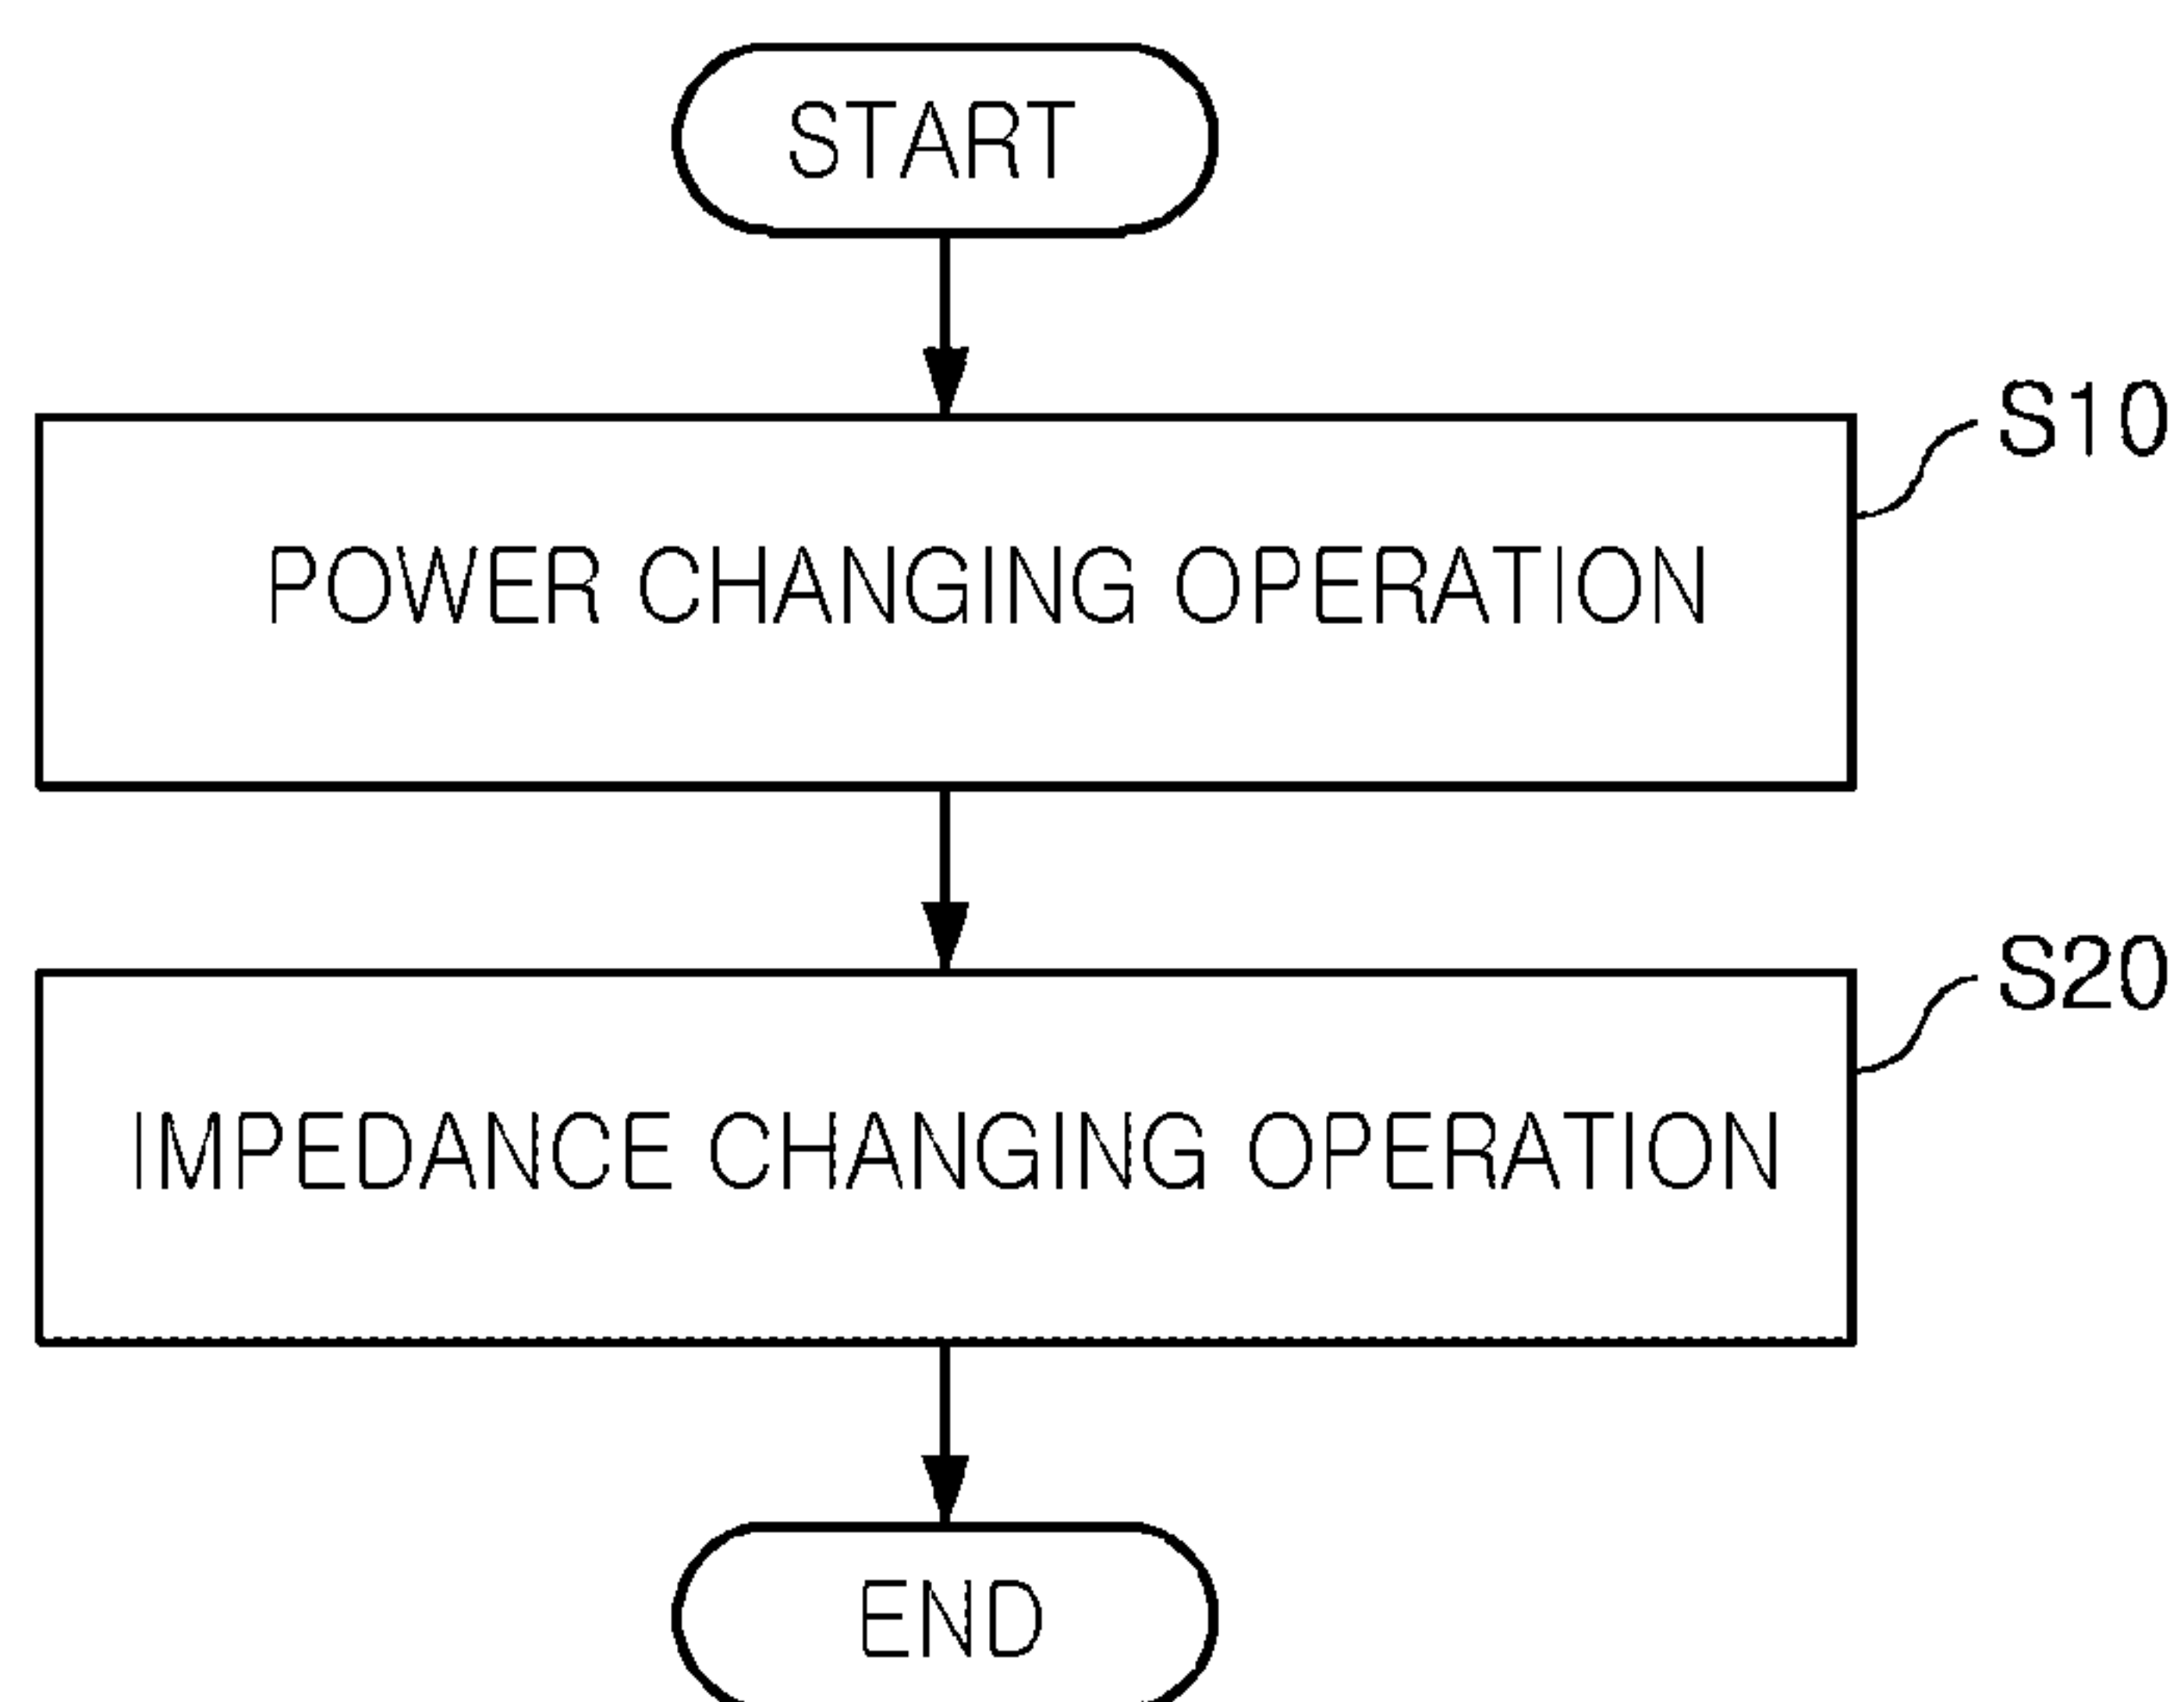 START
S10
POWER CHANGING OPERATION
S20
IMPEDANCE CHANGING OPERATION
END